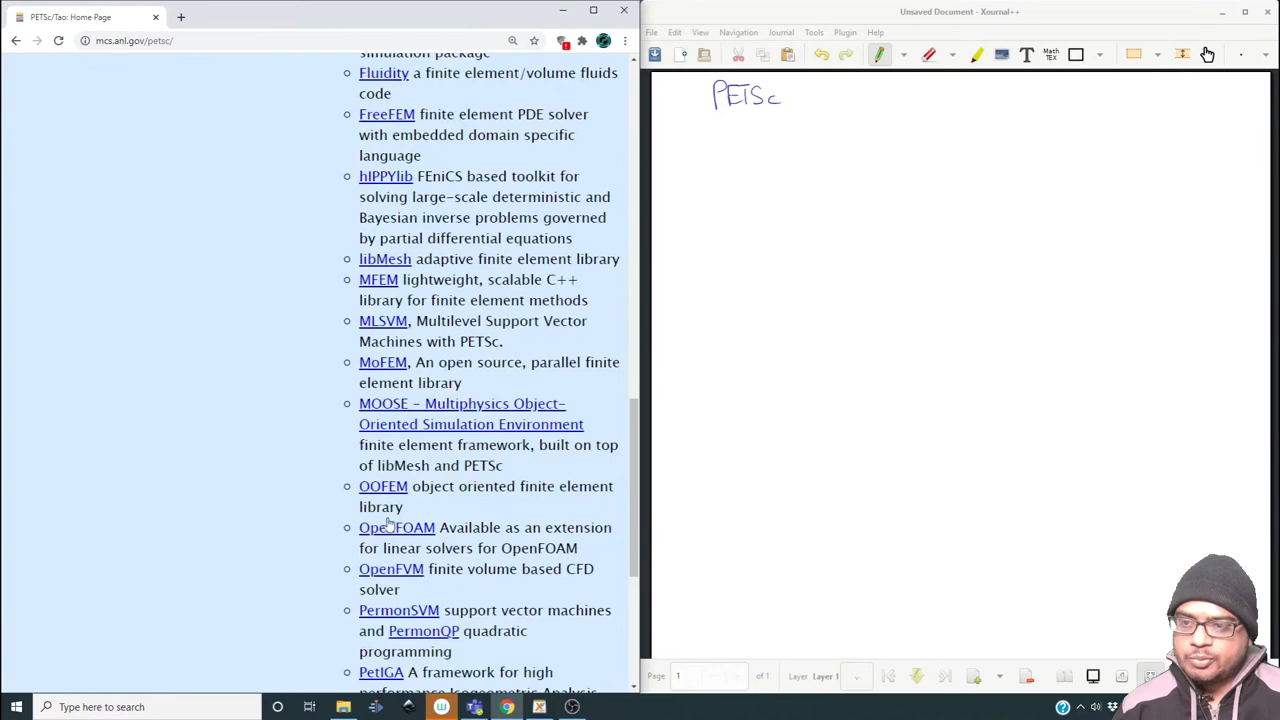 PETSc/Tao: Home Page
mcs.anl.gov/petsc/
simulation package
Fluidity a finite element/volume fluids
code
FreeFEM finite element PDE solver
with embedded domain specific
language
hIPPYlib FEniCS based toolkit for
solving large-scale deterministic and
Bayesian inverse problems governed
by partial differential equations
libMesh adaptive finite element library
MFEM lightweight, scalable C++
library for finite element methods
MLSVM, Multilevel Support Vector
Machines with PETSc.
MoFEM, An open source, parallel finite
element library
MOOSE - Multiphysics Object-
Oriented Simulation Environment
finite element framework, built on top
of libMesh and PETSc
OOFEM object oriented finite element
library
OpenFOAM Available as an extension
for linear solvers for OpenFOAM
OpenFVM finite volume based CFD
solver
PermonSVM support vector machines
and PermonQP quadratic
programming
PetIGA A framework for high
performance Isogeometric Analysis
Unsaved Document - Xournal++
File Edit View Navigation Journal Tools Plugin Help
Math TEX
PETSc
Page 1 of 1 Layer Layer 1
Type here to search